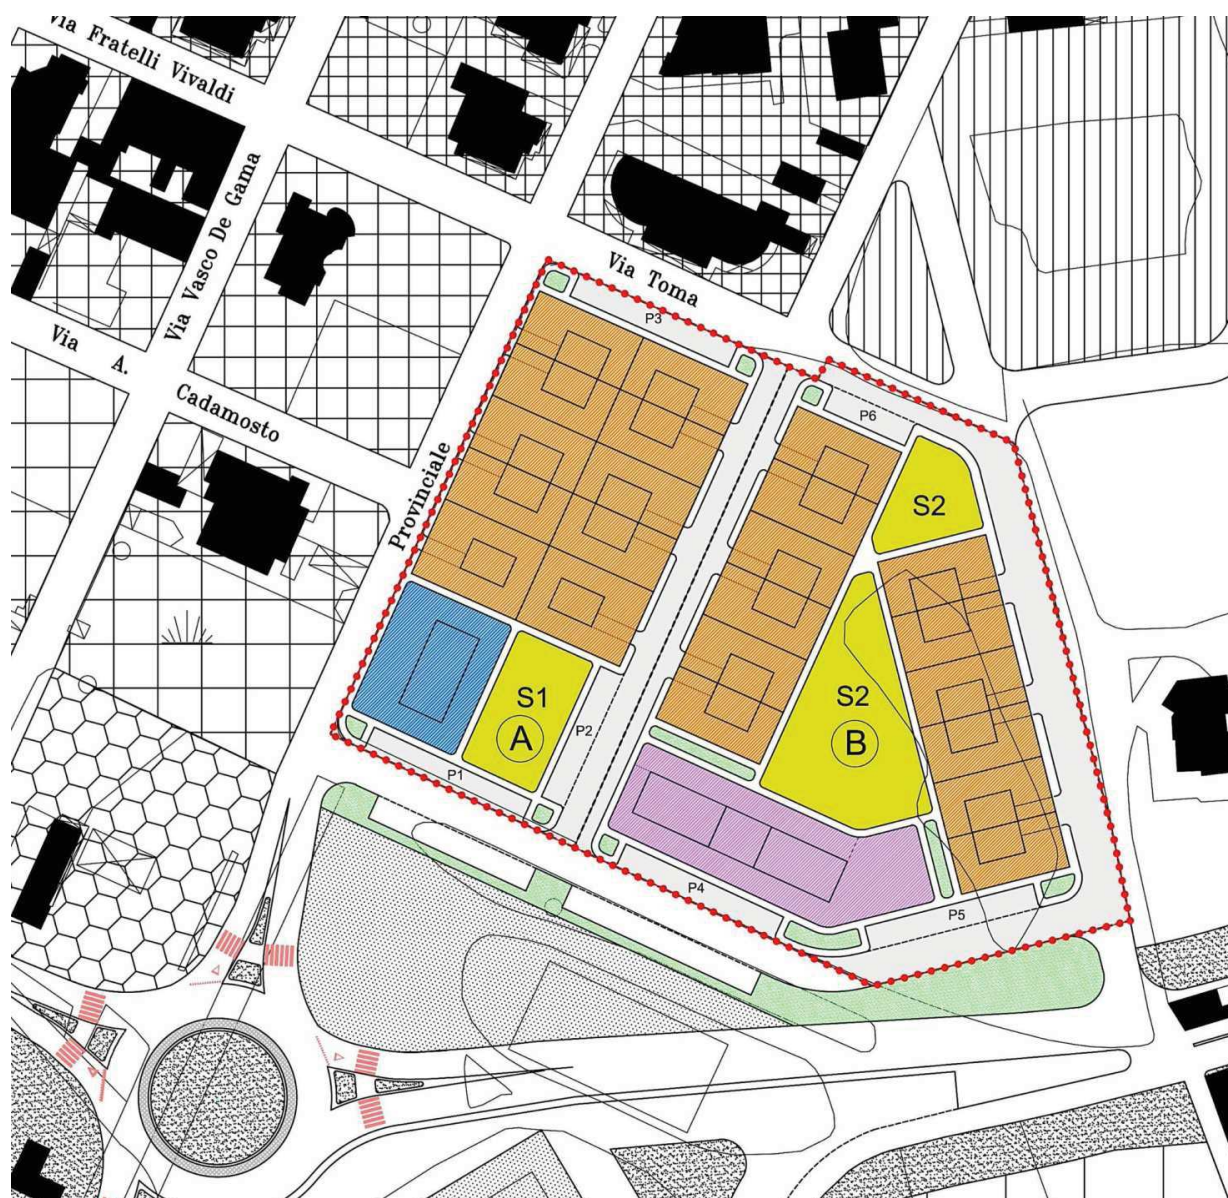 Via Fratelli Vivaldi
Via Vasco De Gama
Via Toma
P3
Via A. Cadamosto
P6
Provinciale
S2
S1
A
P2
S2
B
P1
P4
P5